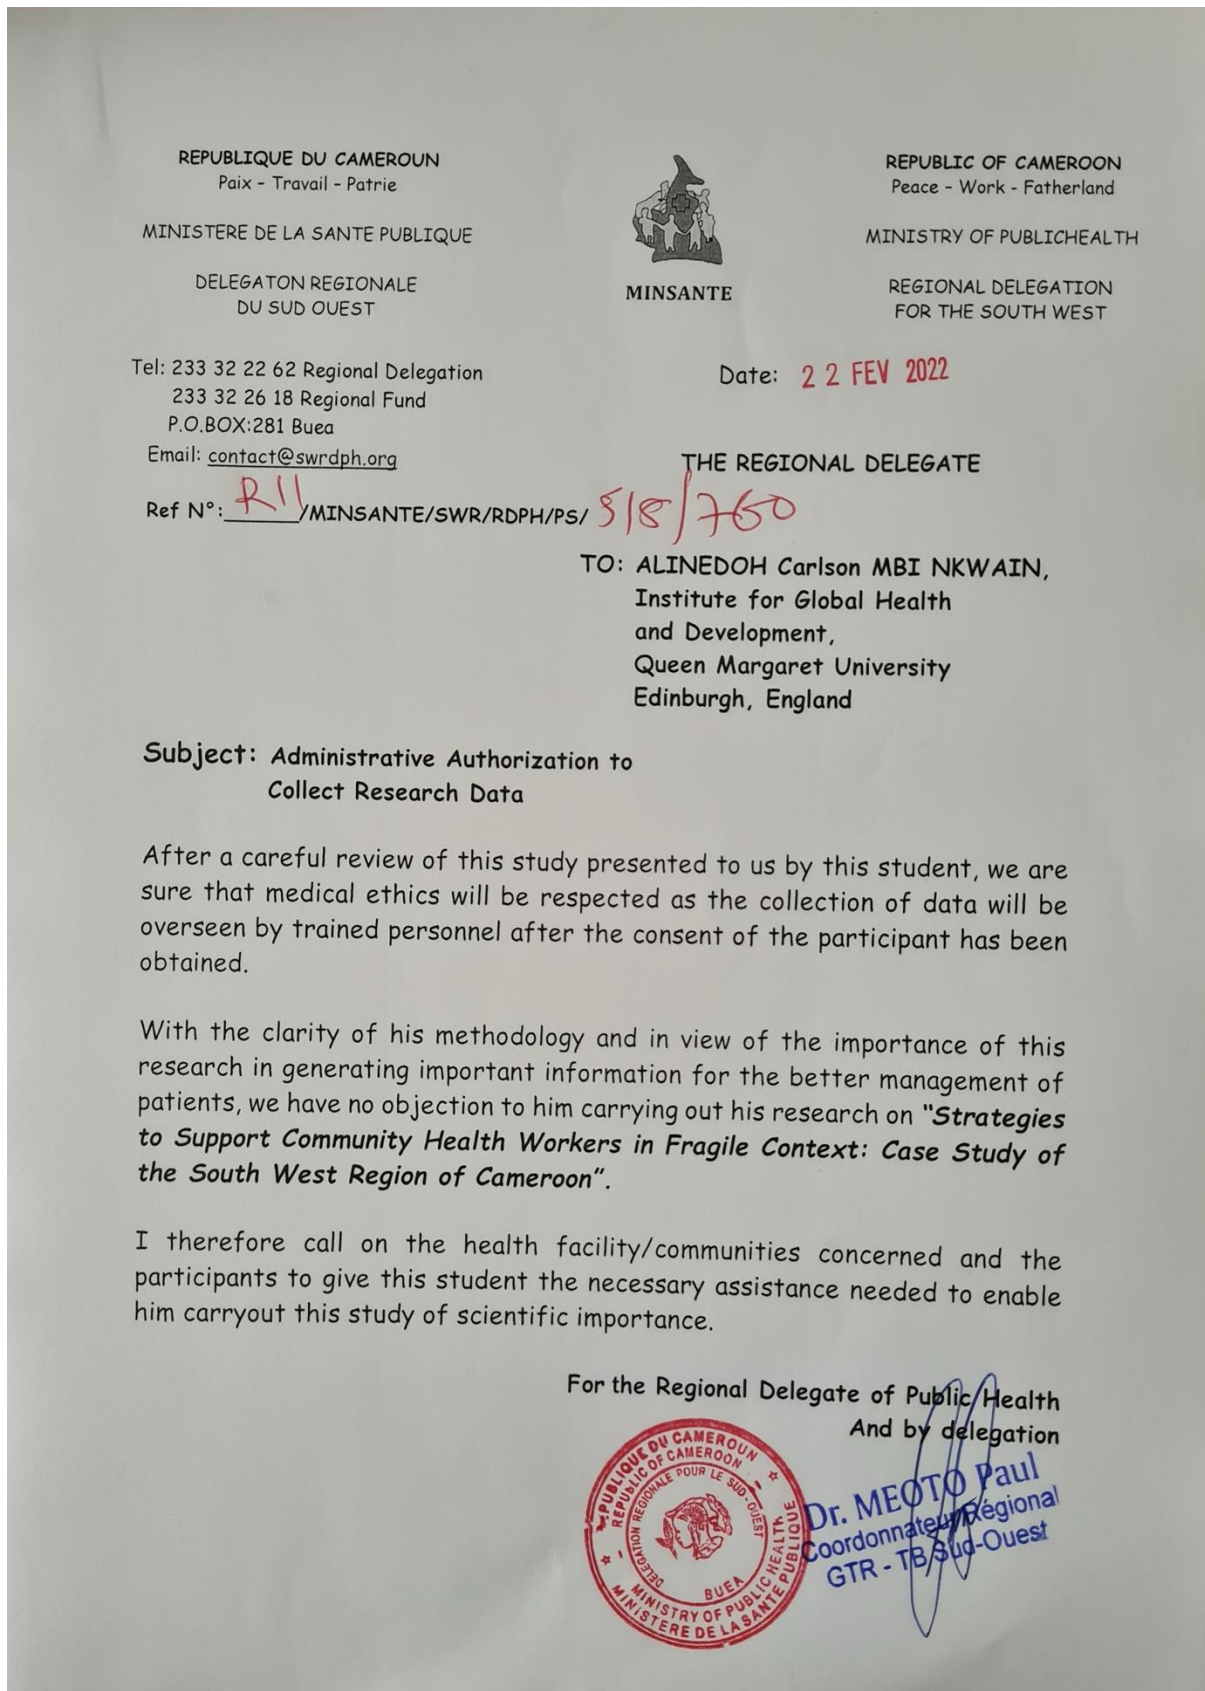 REPUBLIQUE DU CAMEROUN
Paix - Travail - Patrie
MINISTERE DE LA SANTE PUBLIQUE
DELEGATON REGIONALE
DU SUD OUEST
MINSANTE
REPUBLIC OF CAMEROON
Peace - Work - Fatherland
MINISTRY OF PUBLICHEALTH
REGIONAL DELEGATION
FOR THE SOUTH WEST
Tel: 233 32 22 62 Regional Delegation
233 32 26 18 Regional Fund
P.O.BOX:281 Buea
Email: contact@swrdph.org
Date: 22 FEV 2022
THE REGIONAL DELEGATE
Ref N°: R11/MINSANTE/SWR/RDPH/PS/ 518/760
TO: ALINEDOH Carlson MBI NKWAIN,
Institute for Global Health
and Development,
Queen Margaret University
Edinburgh, England
Subject: Administrative Authorization to
Collect Research Data
After a careful review of this study presented to us by this student, we are
sure that medical ethics will be respected as the collection of data will be
overseen by trained personnel after the consent of the participant has been
obtained.
With the clarity of his methodology and in view of the importance of this
research in generating important information for the better management of
patients, we have no objection to him carrying out his research on "Strategies
to Support Community Health Workers in Fragile Context: Case Study of
the South West Region of Cameroon".
I therefore call on the health facility/communities concerned and the
participants to give this student the necessary assistance needed to enable
him carryout this study of scientific importance.
For the Regional Delegate of Public Health
And by delegation
REPUBLIQUE DU CAMEROUN
REPUBLIC OF CAMEROON
DELEGATION REGIONALE POUR LE SUD-OUEST
BUEA
MINISTRY OF PUBLIC HEALTH
MINISTERE DE LA SANTE PUBLIQUE
Dr. MEOTO Paul
Coordonnateur Régional
GTR - TB Sud-Ouest